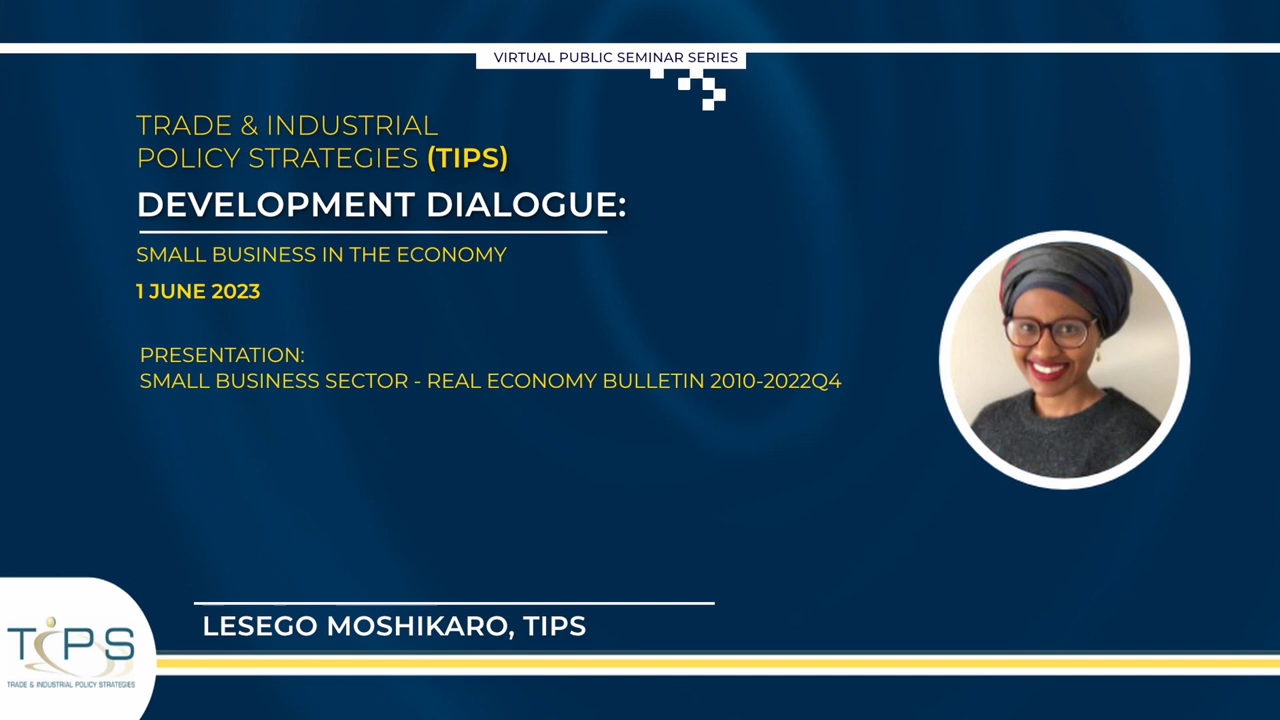 VIRTUAL PUBLIC SEMINAR SERIES
TRADE & INDUSTRIAL
POLICY STRATEGIES (TIPS)
DEVELOPMENT DIALOGUE:
SMALL BUSINESS IN THE ECONOMY
1 JUNE 2023
PRESENTATION:
SMALL BUSINESS SECTOR - REAL ECONOMY BULLETIN 2010-2022Q4
LESEGO MOSHIKARO, TIPS
TiPS
TRADE & INDUSTRIAL POLICY STRATEGIES